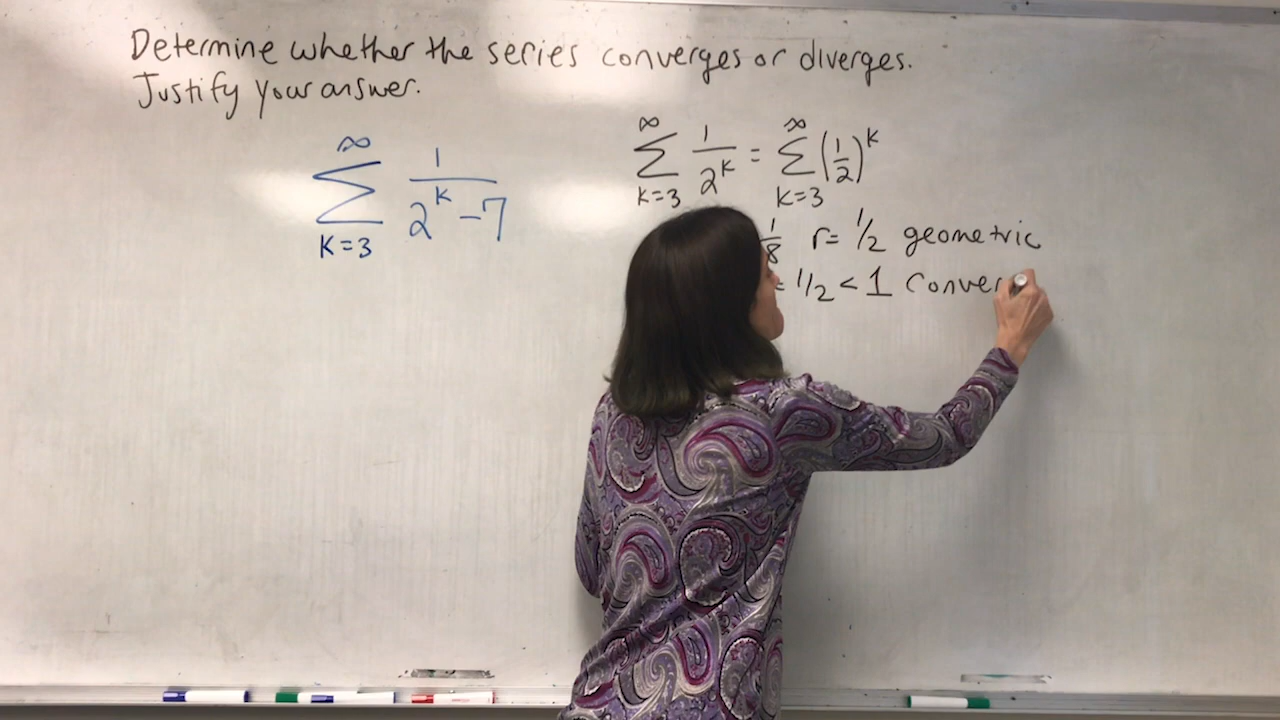 Determine whether the series converges or diverges.
Justify your answer.
∞ ∑ k=3 1/(2^k - 7)
∞ ∑ k=3 1/2^k = ∞ ∑ k=3 (1/2)^k
1/8 r= 1/2 geometric
= 1/2 < 1 Conver